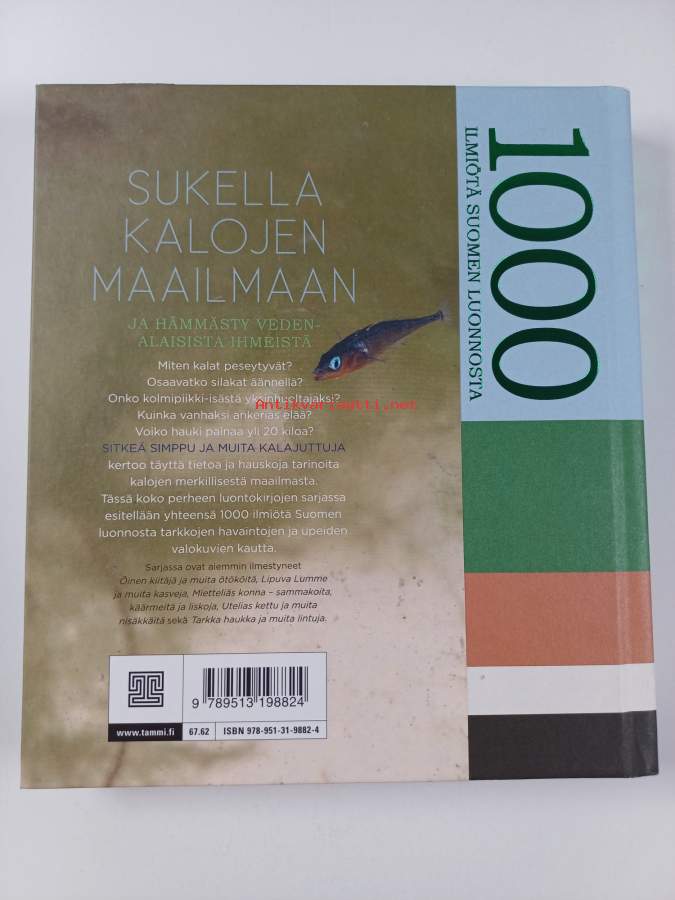 SUKELLA
KALOJEN
MAAILMAAN
JA HÄMMÄSTY VEDEN-
ALAISISTA IHMEISTÄ
Miten kalat peseytyvät?
Osaavatko silakat äännellä?
Onko kolmipiikki-isästä yksinhuoltajaksi?
Kuinka vanhaksi ankerias elää?
Voiko hauki painaa yli 20 kiloa?
SITKEÄ SIMPPU JA MUITA KALAJUTTUJA
kertoo täyttä tietoa ja hauskoja tarinoita
kalojen merkillisestä maailmasta.
Tässä koko perheen luontokirjojen sarjassa
esitellään yhteensä 1000 ilmiötä Suomen
luonnosta tarkkojen havaintojen ja upeiden
valokuvien kautta.
Sarjassa ovat aiemmin ilmestyneet
Öinen kiitäjä ja muita ötököitä, Lipuva Lumme
ja muita kasveja, Mietteliäs konna – sammakoita,
käärmeitä ja liskoja, Utelias kettu ja muita
nisäkkäitä sekä Tarkka haukka ja muita lintuja.
9 789513 198824
www.tammi.fi
67.62
ISBN 978-951-31-9882-4
1000
ILMIÖTÄ SUOMEN LUONNOSTA
Antikvariaatti.net